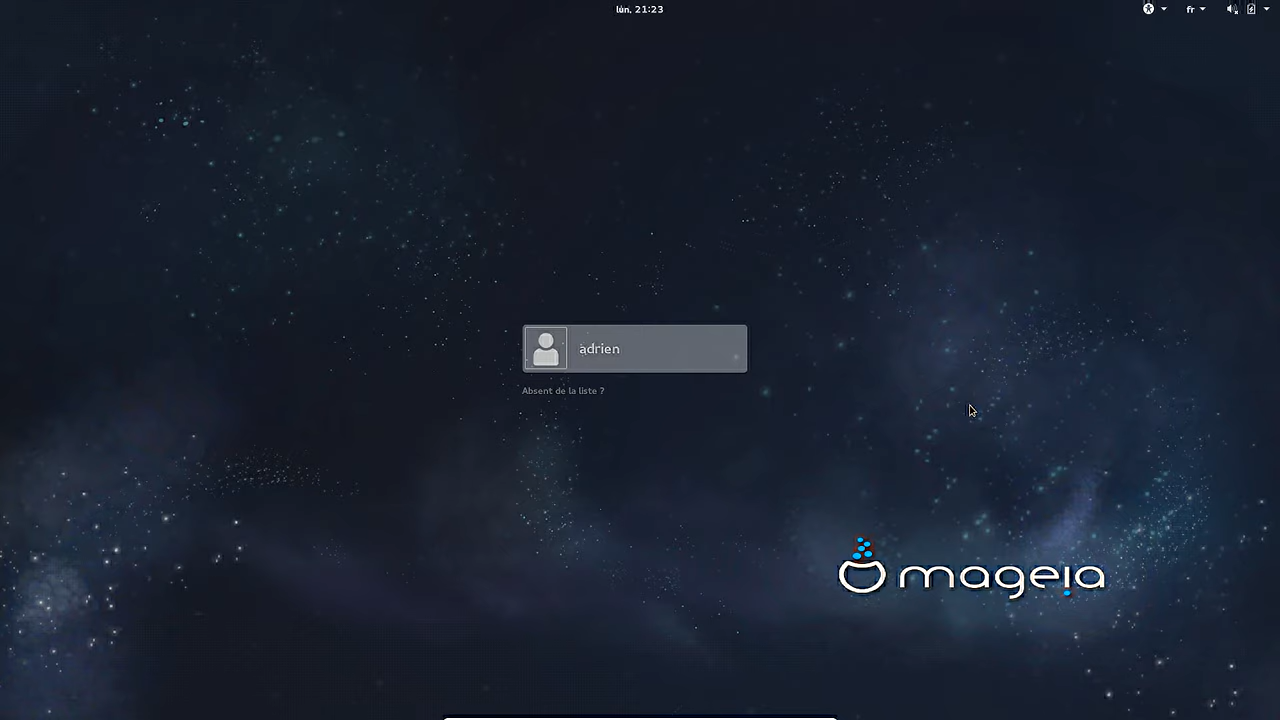 lun. 21:23
fr
adrien
Absent de la liste ?
mageia